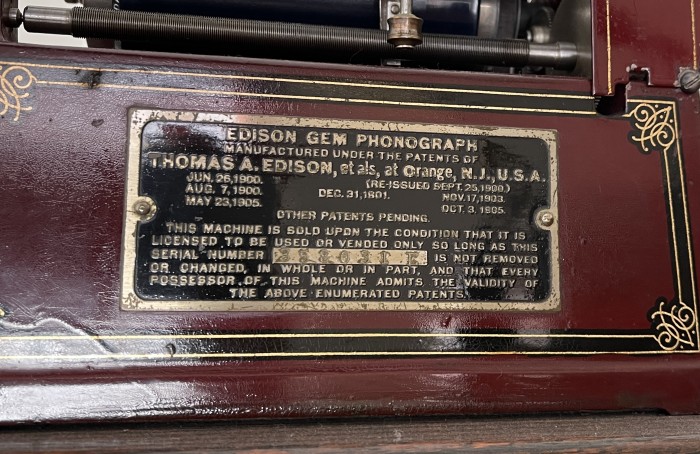 EDISON GEM PHONOGRAPH
MANUFACTURED UNDER THE PATENTS OF
THOMAS A. EDISON, et als, at Orange, N.J., U.S.A.
JUN. 26, 1900. (RE-ISSUED SEPT. 25, 1900.)
AUG. 7, 1900. DEC. 31, 1901. NOV. 17, 1903.
MAY 23, 1905. OCT. 3, 1905.
OTHER PATENTS PENDING.
THIS MACHINE IS SOLD UPON THE CONDITION THAT IT IS
LICENSED TO BE USED OR VENDED ONLY SO LONG AS THIS
SERIAL NUMBER IS NOT REMOVED
OR CHANGED, IN WHOLE OR IN PART, AND THAT EVERY
POSSESSOR OF THIS MACHINE ADMITS THE VALIDITY OF
THE ABOVE ENUMERATED PATENTS.